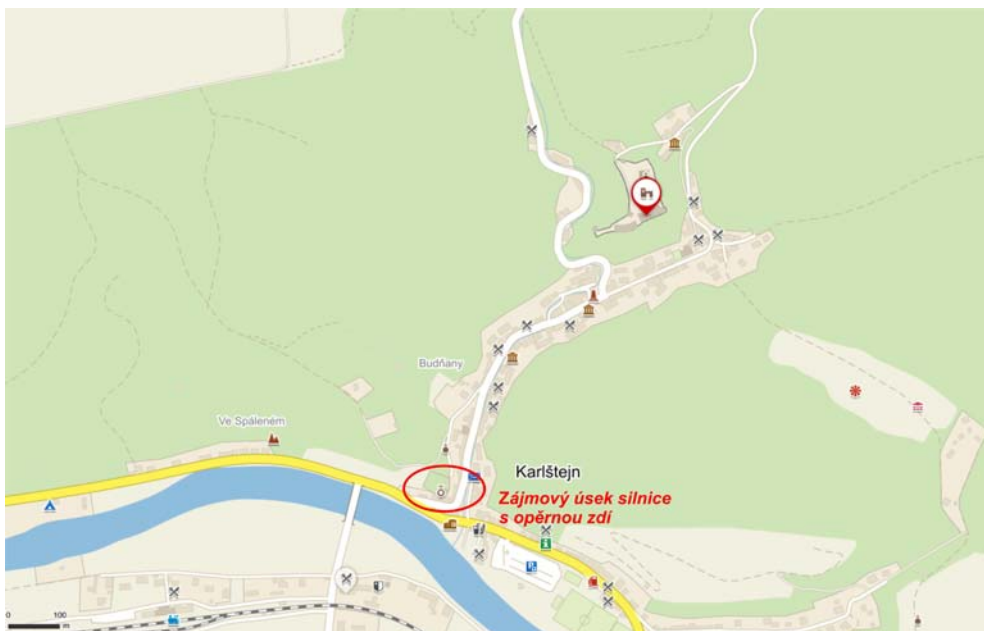 Budňany
Ve Spáleném
Karlštejn
Zájmový úsek silnice
s opěrnou zdí
0 100
m